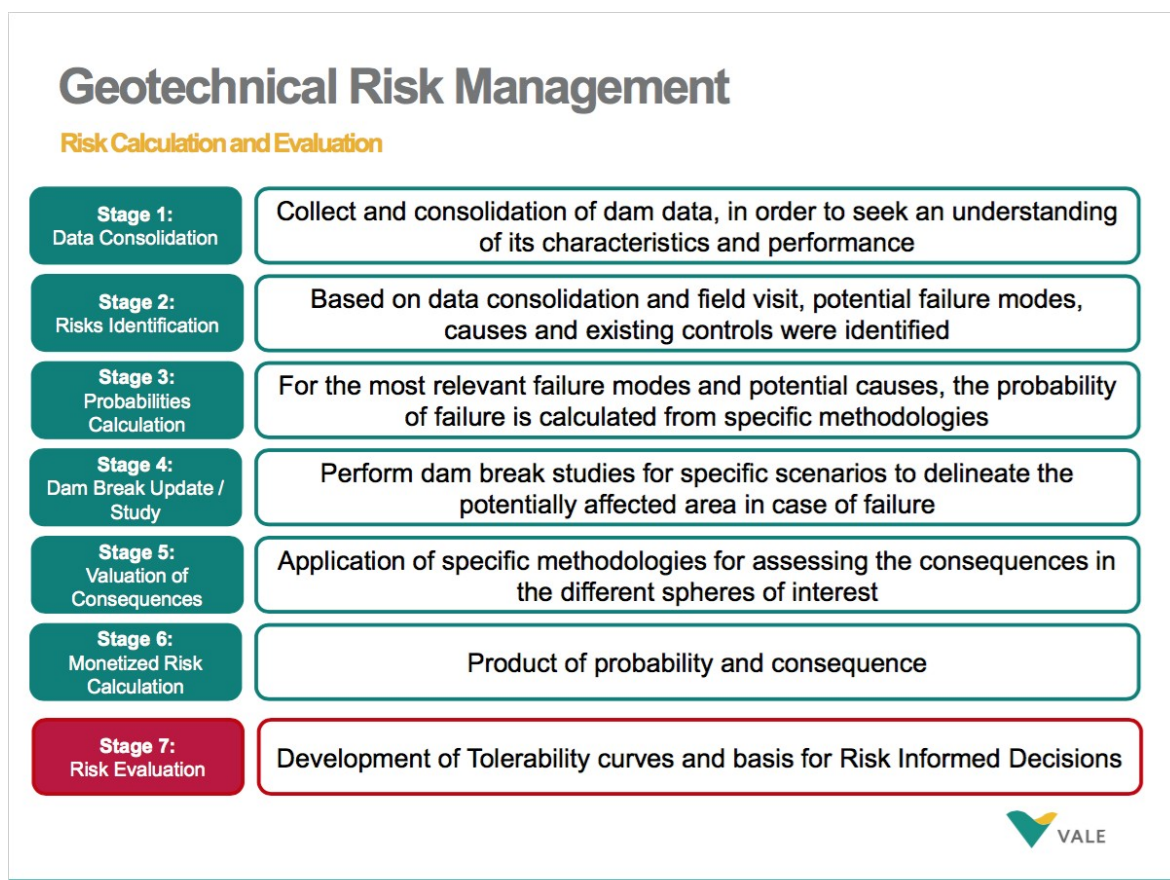 Geotechnical Risk Management
Risk Calculation and Evaluation
Stage 1:
Data Consolidation
Collect and consolidation of dam data, in order to seek an understanding
of its characteristics and performance
Stage 2:
Risks Identification
Based on data consolidation and field visit, potential failure modes,
causes and existing controls were identified
Stage 3:
Probabilities
Calculation
For the most relevant failure modes and potential causes, the probability
of failure is calculated from specific methodologies
Stage 4:
Dam Break Update /
Study
Perform dam break studies for specific scenarios to delineate the
potentially affected area in case of failure
Stage 5:
Valuation of
Consequences
Application of specific methodologies for assessing the consequences in
the different spheres of interest
Stage 6:
Monetized Risk
Calculation
Product of probability and consequence
Stage 7:
Risk Evaluation
Development of Tolerability curves and basis for Risk Informed Decisions
VALE